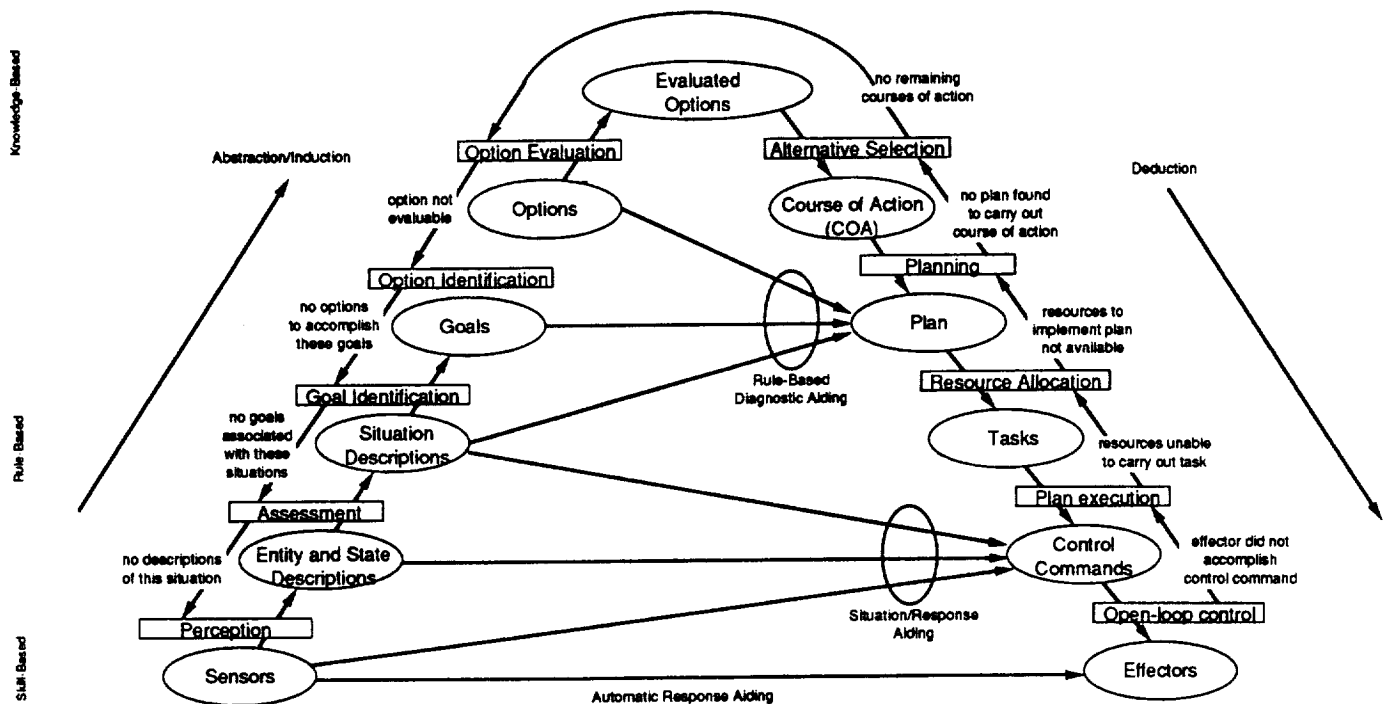 Knowledge-Based
Rule-Based
Skill-Based
Abstraction/Induction
Deduction
Evaluated
Options
no remaining
courses of action
Option Evaluation
Alternative Selection
option not
evaluable
Options
Course of Action
(COA)
no plan found
to carry out
course of action
Option Identification
Planning
no options
to accomplish
these goals
Goals
Plan
resources to
implement plan
not available
Rule-Based
Diagnostic Aiding
Goal Identification
Resource Allocation
no goals
associated
with these
situations
Situation
Descriptions
Tasks
resources unable
to carry out task
Assessment
Plan execution
no descriptions
of this situation
Entity and State
Descriptions
Control
Commands
effector did not
accomplish
control command
Perception
Situation/Response
Aiding
Open-loop control
Sensors
Effectors
Automatic Response Aiding